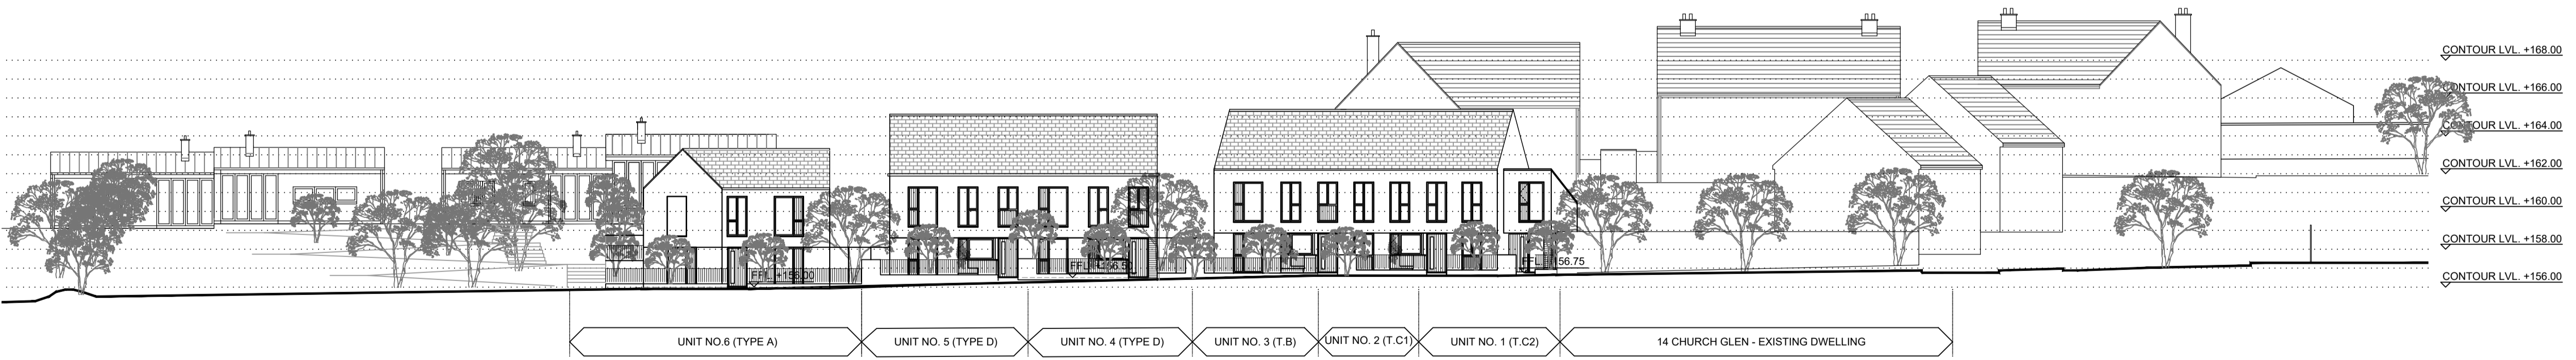 CONTOUR LVL. +168.00
CONTOUR LVL. +166.00
CONTOUR LVL. +164.00
CONTOUR LVL. +162.00
CONTOUR LVL. +160.00
CONTOUR LVL. +158.00
CONTOUR LVL. +156.00
FFL. +156.00
FFL. +156.50
FFL. +156.75
UNIT NO.6 (TYPE A)
UNIT NO. 5 (TYPE D)
UNIT NO. 4 (TYPE D)
UNIT NO. 3 (T.B)
UNIT NO. 2 (T.C1)
UNIT NO. 1 (T.C2)
14 CHURCH GLEN - EXISTING DWELLING